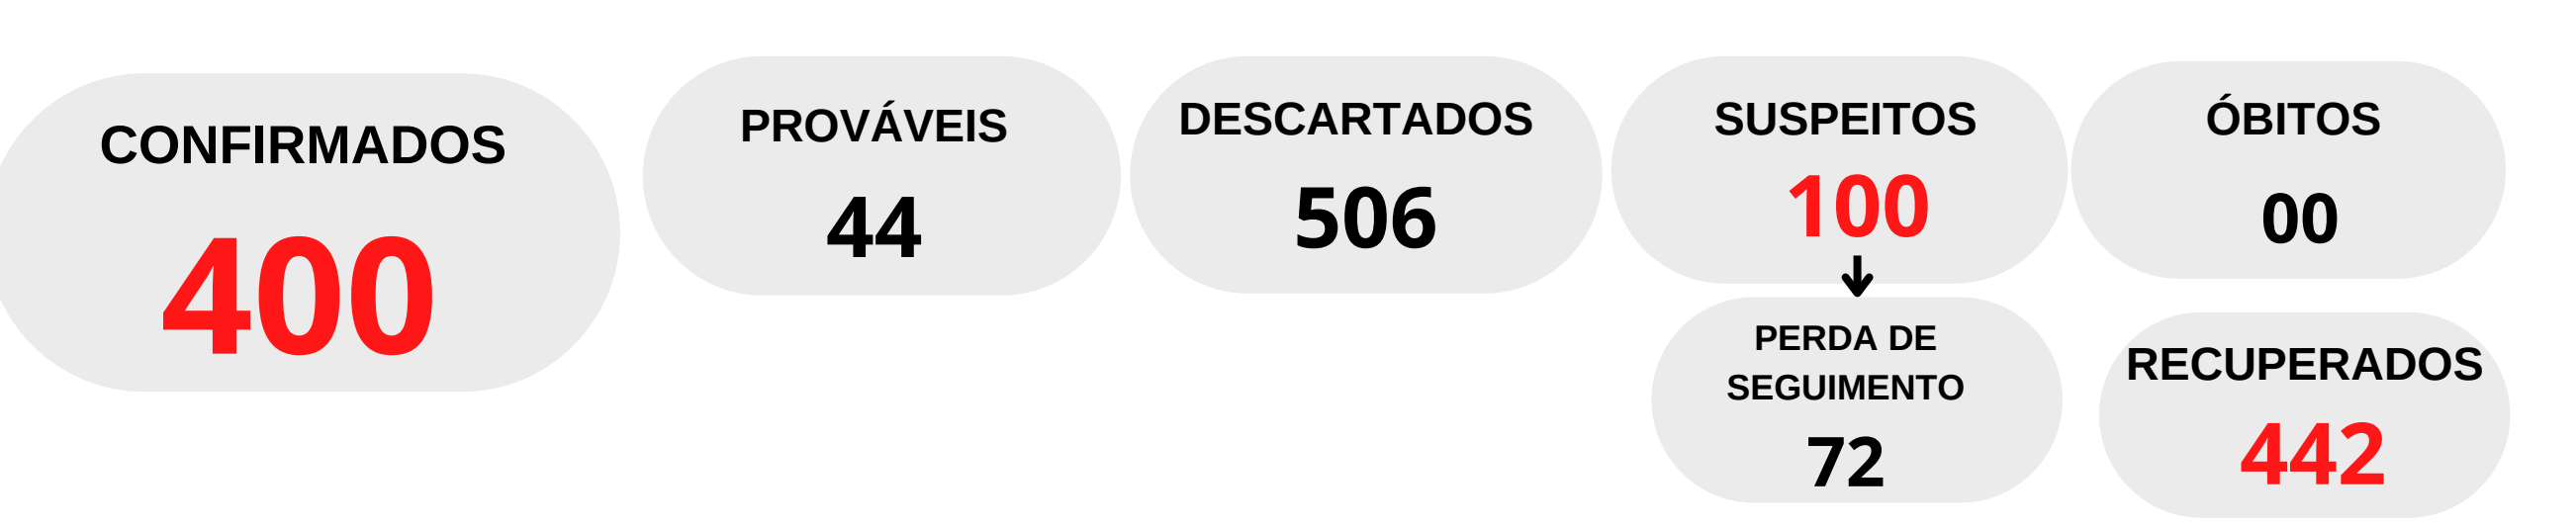 CONFIRMADOS
400
PROVÁVEIS
44
DESCARTADOS
506
SUSPEITOS
100
PERDA DE
SEGUIMENTO
72
ÓBITOS
00
RECUPERADOS
442